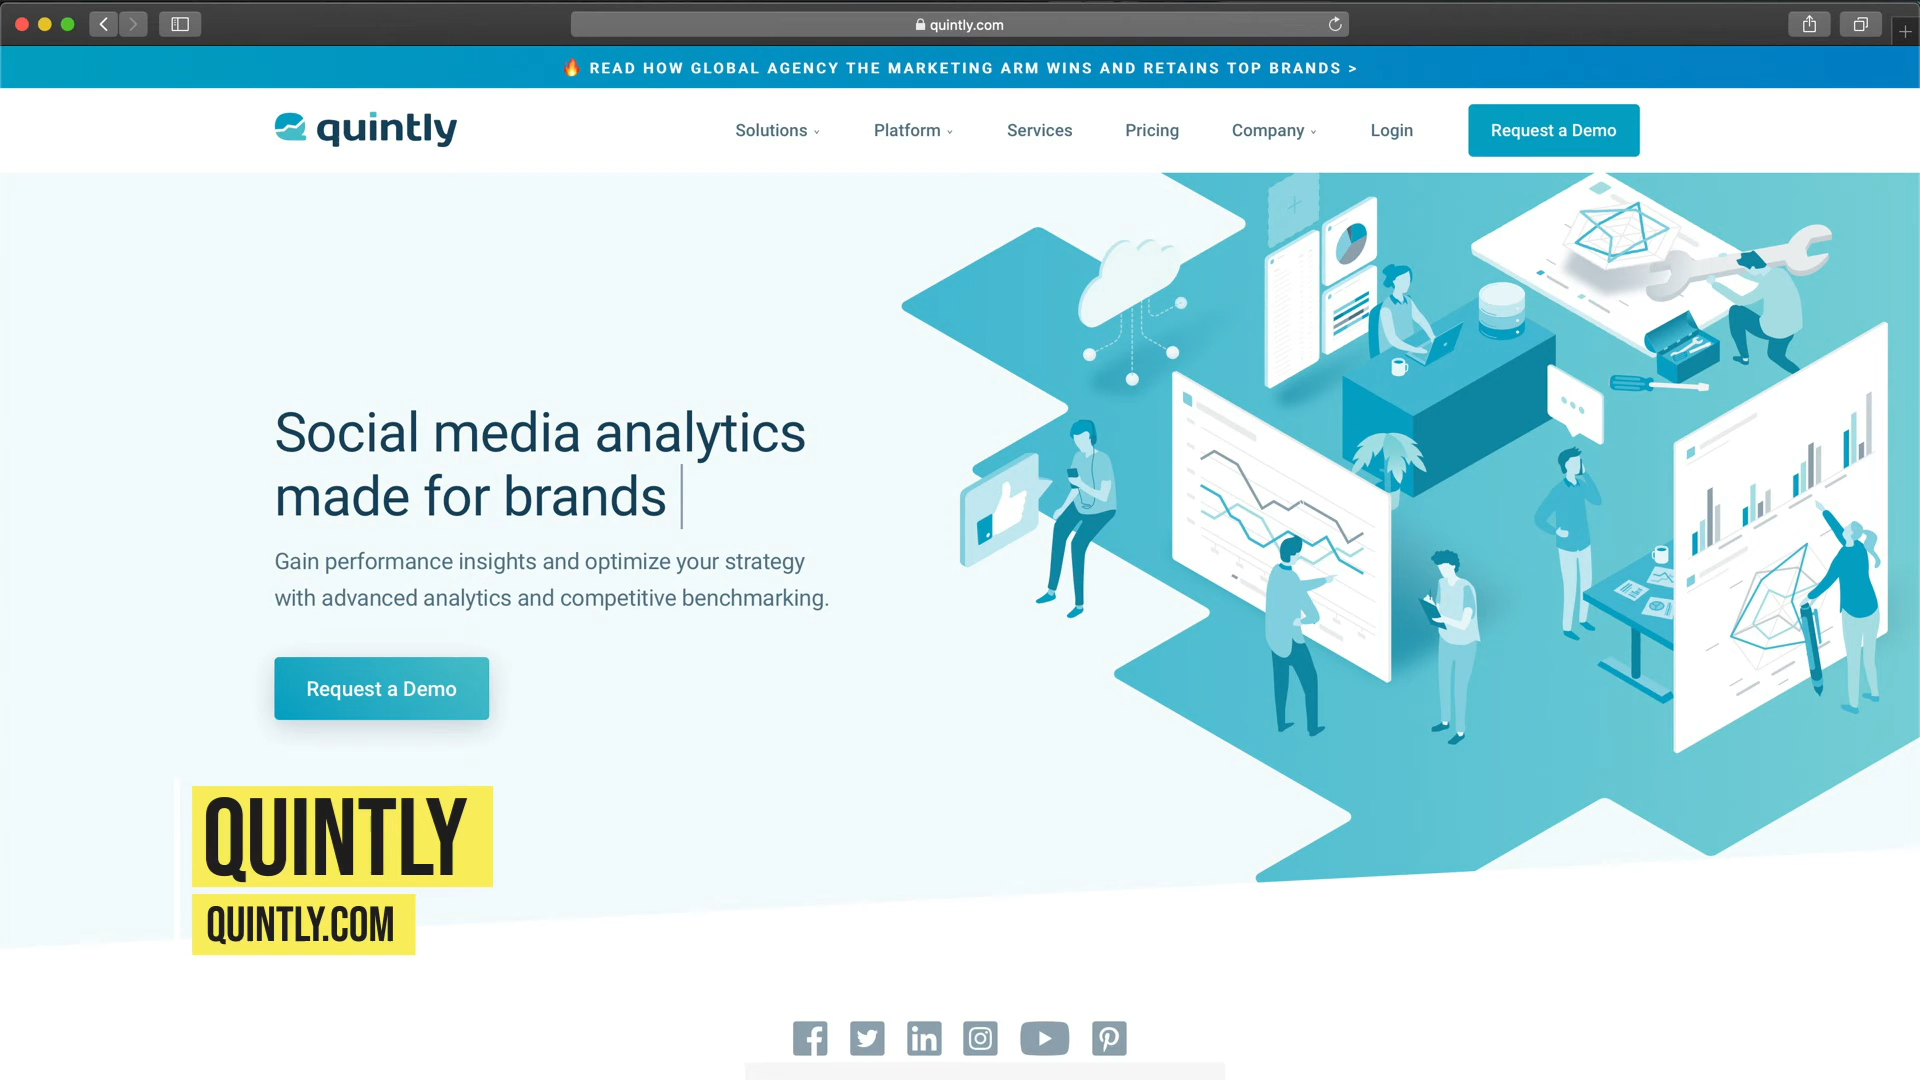 quintly.com
🔥 READ HOW GLOBAL AGENCY THE MARKETING ARM WINS AND RETAINS TOP BRANDS >
quintly
Solutions
Platform
Services
Pricing
Company
Login
Request a Demo
Social media analytics
made for brands
Gain performance insights and optimize your strategy
with advanced analytics and competitive benchmarking.
Request a Demo
QUINTLY
QUINTLY.COM